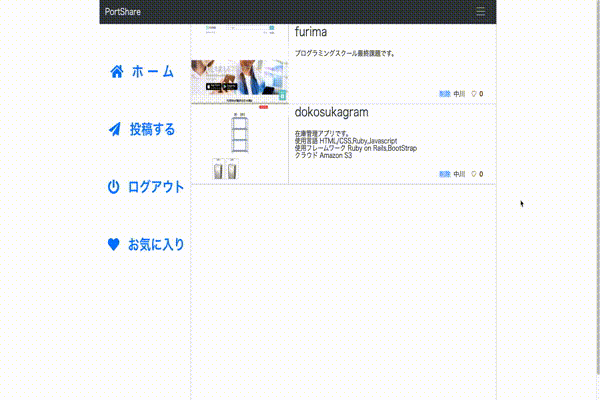 PortShare
furima
プログラミングスクール最終課題です。
削除 中川 0
dokosukagram
在庫管理アプリです。
使用言語 HTML/CSS,Ruby,Javascript
使用フレームワーク Ruby on Rails,BootStrap
クラウド Amazon S3
削除 中川 0
ホーム
投稿する
ログアウト
お気に入り